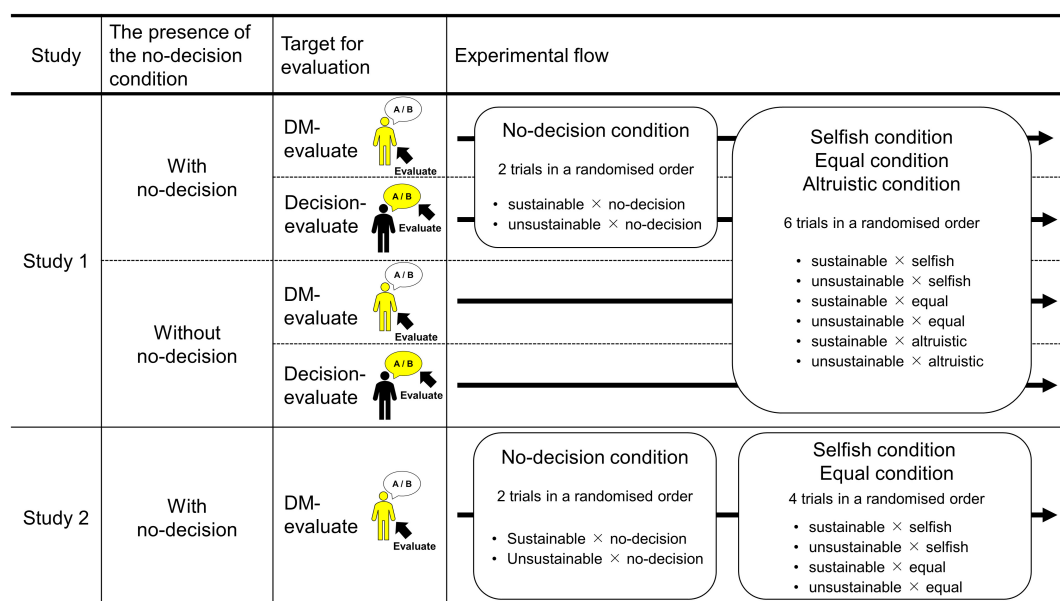 Study
The presence of
the no-decision
condition
Target for
evaluation
Experimental flow
Study 1
With
no-decision
DM-
evaluate
A / B
Evaluate
Decision-
evaluate
A / B
Evaluate
No-decision condition
2 trials in a randomised order
• sustainable × no-decision
• unsustainable × no-decision
Without
no-decision
DM-
evaluate
A / B
Evaluate
Decision-
evaluate
A / B
Evaluate
Selfish condition
Equal condition
Altruistic condition
6 trials in a randomised order
• sustainable × selfish
• unsustainable × selfish
• sustainable × equal
• unsustainable × equal
• sustainable × altruistic
• unsustainable × altruistic
Study 2
With
no-decision
DM-
evaluate
A / B
Evaluate
No-decision condition
2 trials in a randomised order
• Sustainable × no-decision
• Unsustainable × no-decision
Selfish condition
Equal condition
4 trials in a randomised order
• sustainable × selfish
• unsustainable × selfish
• sustainable × equal
• unsustainable × equal